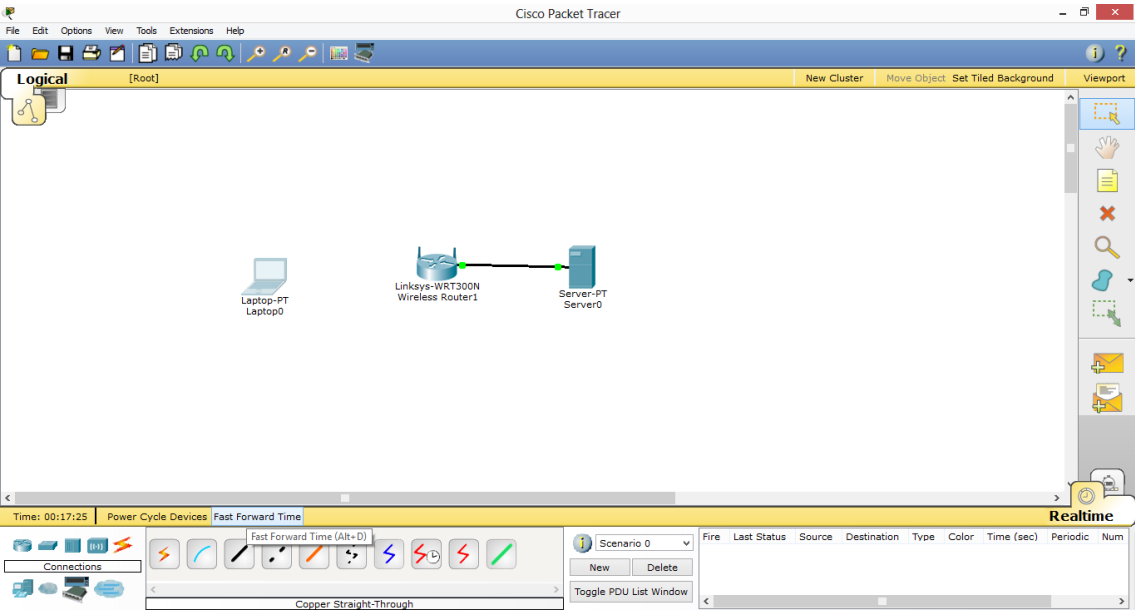 Cisco Packet Tracer
File Edit Options View Tools Extensions Help
Logical [Root] New Cluster Move Object Set Tiled Background Viewport
Linksys-WRT300N
Wireless Router1
Server-PT
Server0
Laptop-PT
Laptop0
Time: 00:17:25 Power Cycle Devices Fast Forward Time Realtime
Fast Forward Time (Alt+D)
Connections
Copper Straight-Through
Scenario 0
New Delete
Toggle PDU List Window
Fire Last Status Source Destination Type Color Time (sec) Periodic Num